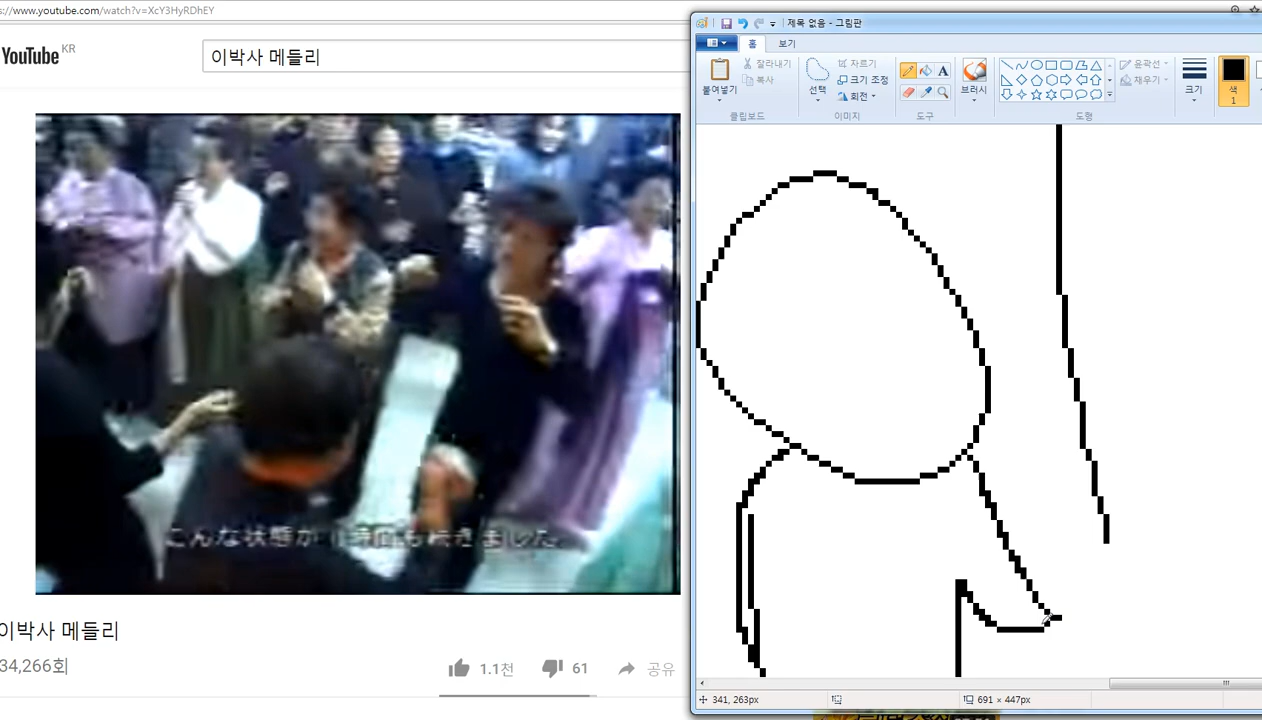 s://www.youtube.com/watch?v=XcY3HyRDhEY
YouTube KR
이박사 메들리
こんな状態が1時間も続きました。
이박사 메들리
34,266회
1.1천
61
공유
제목 없음 - 그림판
홈
보기
붙여넣기
잘라내기
복사
클립보드
선택
자르기
크기 조정
회전
이미지
A
도구
브러시
윤곽선
채우기
도형
크기
색
1
341, 263px
691 × 447px